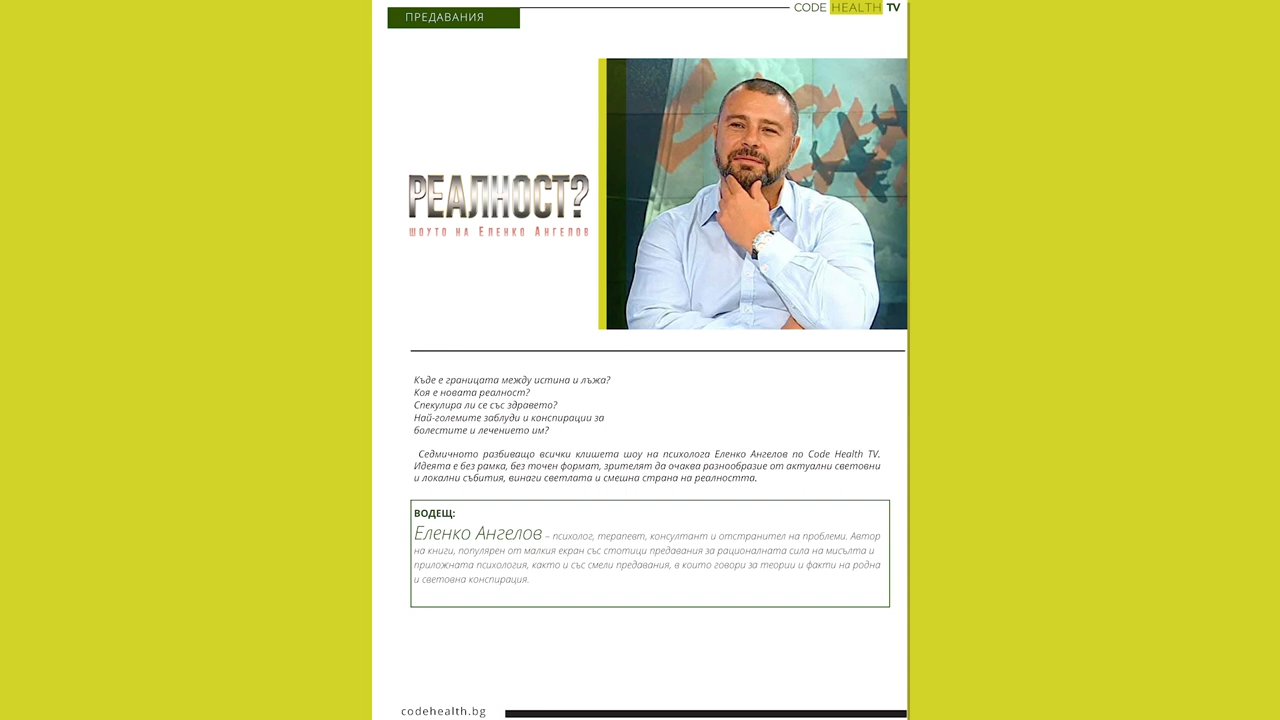 ПРЕДАВАНИЯ
CODE HEALTH TV
РЕАЛНОСТ?
шоуто на Еленко Ангелов
Къде е границата между истина и лъжа?
Коя е новата реалност?
Спекулира ли се със здравето?
Най-големите заблуди и конспирации за
болестите и лечението им?
Седмичното разбиващо всички клишета шоу на психолога Еленко Ангелов по Code Health TV.
Идеята е без рамка, без точен формат, зрителят да очаква разнообразие от актуални световни
и локални събития, винаги светлата и смешна страна на реалността.
ВОДЕЩ:
Еленко Ангелов – психолог, терапевт, консултант и отстранител на проблеми. Автор
на книги, популярен от малкия екран със стотици предавания за рационалната сила на мисълта и
приложната психология, както и със смели предавания, в които говори за теории и факти на родна
и световна конспирация.
codehealth.bg